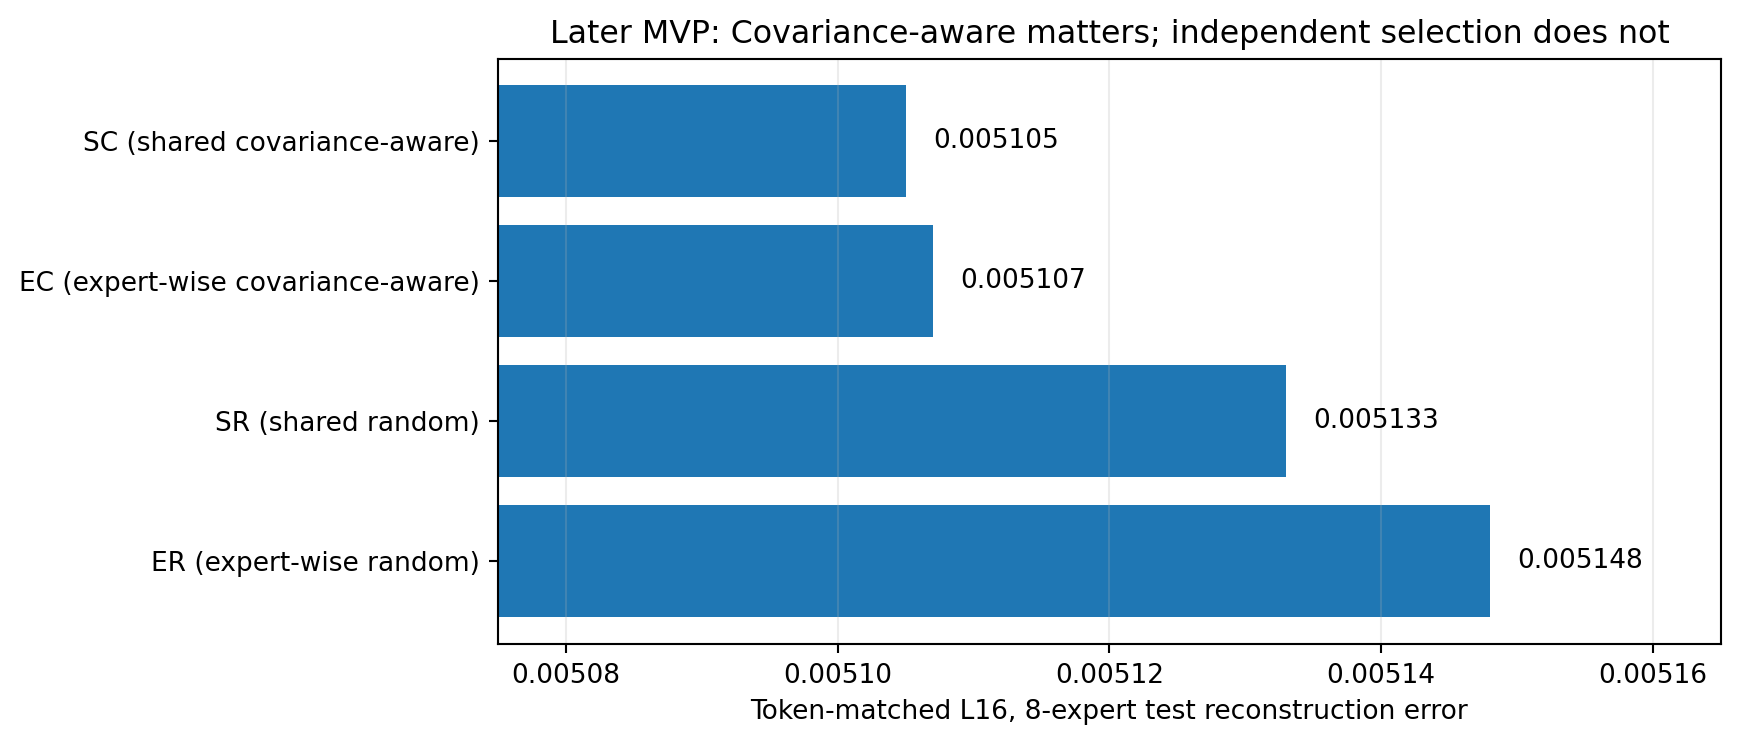 Later MVP: Covariance-aware matters; independent selection does not
SC (shared covariance-aware)
0.005105
EC (expert-wise covariance-aware)
0.005107
SR (shared random)
0.005133
ER (expert-wise random)
0.005148
0.00508
0.00510
0.00512
0.00514
0.00516
Token-matched L16, 8-expert test reconstruction error